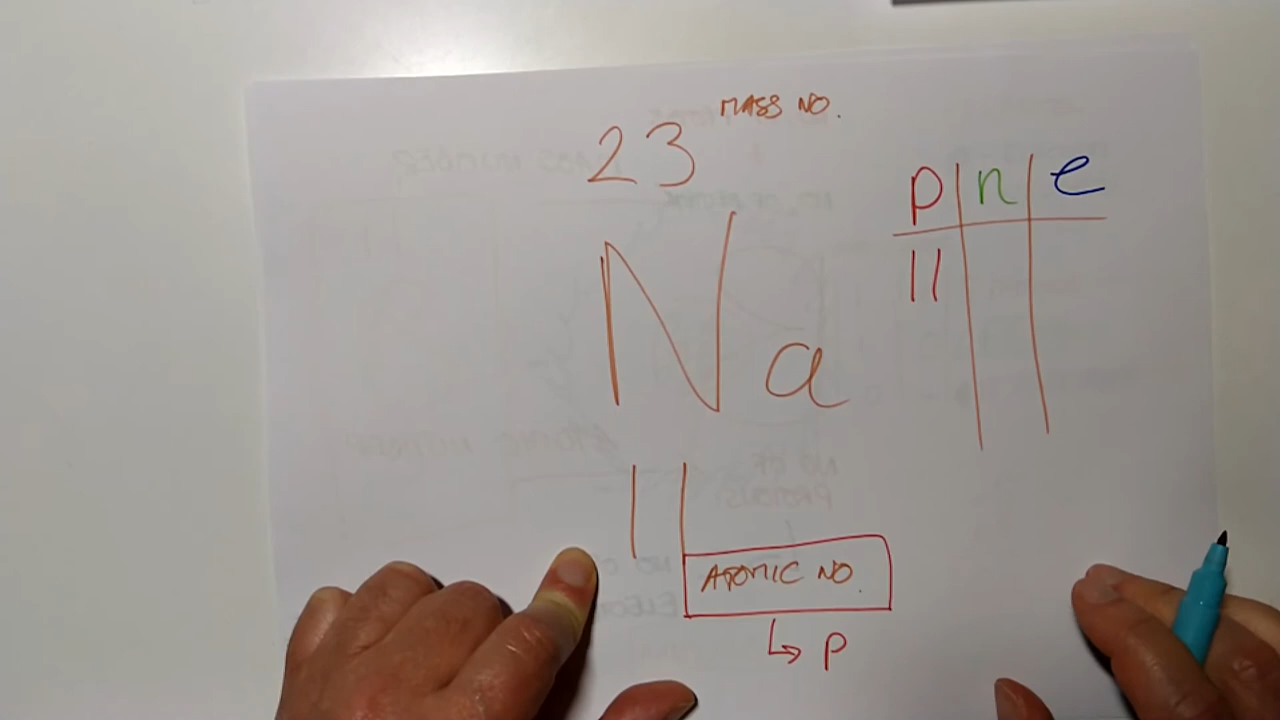 MASS NO.
23
p n e
11
Na
11
ATOMIC NO.
↳ p